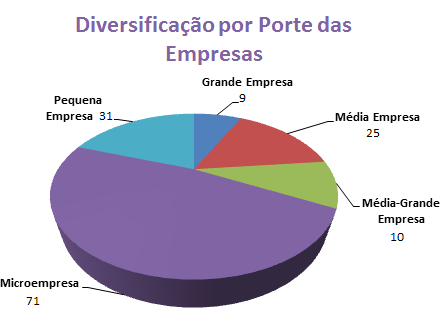 Diversificação por Porte das
Empresas
Grande Empresa
9
Pequena
Empresa 31
Média Empresa
25
Média-Grande
Empresa
10
Microempresa
71